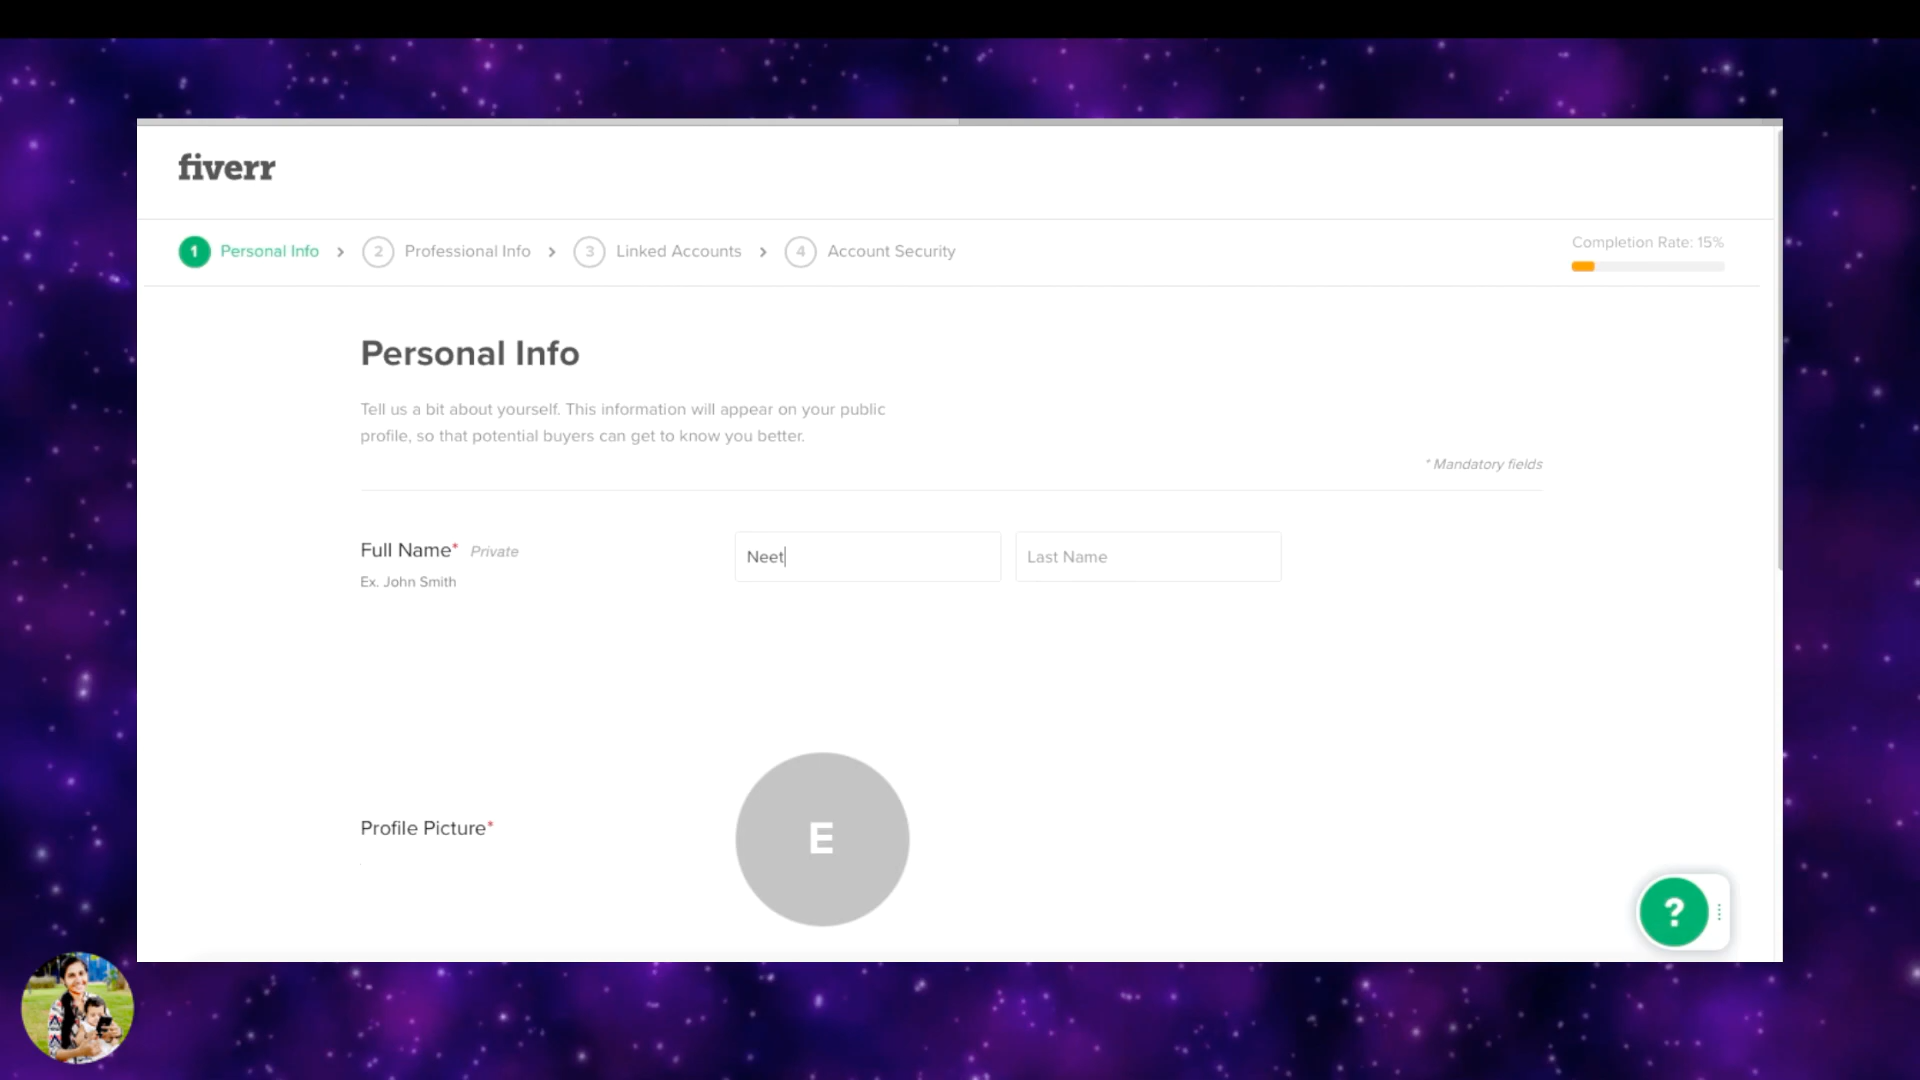 fiverr
1 Personal Info > 2 Professional Info > 3 Linked Accounts > 4 Account Security
Completion Rate: 15%
Personal Info
Tell us a bit about yourself. This information will appear on your public
profile, so that potential buyers can get to know you better.
* Mandatory fields
Full Name* Private
Ex. John Smith
Neet
Last Name
Profile Picture*
E
?